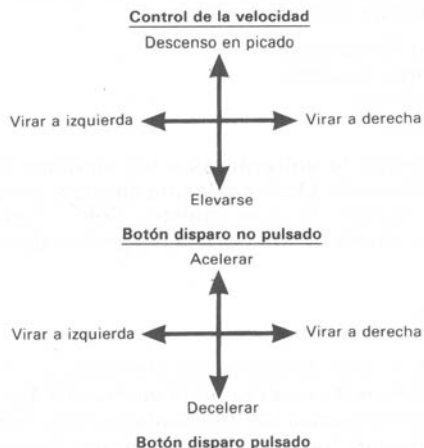 Control de la velocidad
Descenso en picado
Virar a izquierda
Virar a derecha
Elevarse
Botón disparo no pulsado
Acelerar
Virar a izquierda
Virar a derecha
Decelerar
Botón disparo pulsado